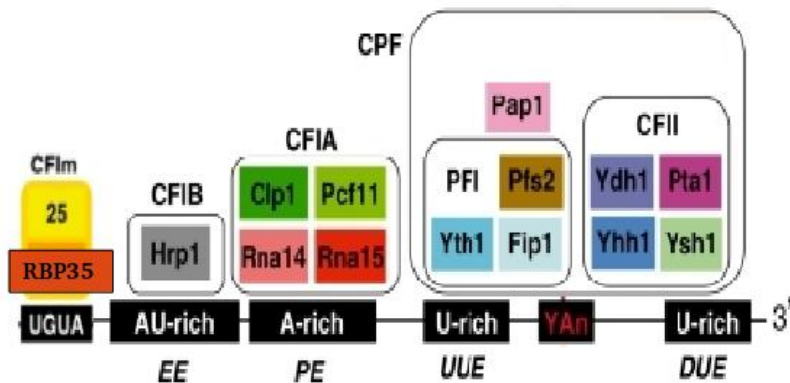 CPF
Pap1
CFII
CFIA
CFIm
CFIB
PFI
Pfs2
Ydh1
Pta1
25
Clp1
Pcf11
Hrp1
Yth1
Fip1
Yhh1
Ysh1
RBP35
Rna14
Rna15
UGUA
AU-rich
A-rich
U-rich
YAn
U-rich
3'
EE
PE
UUE
DUE